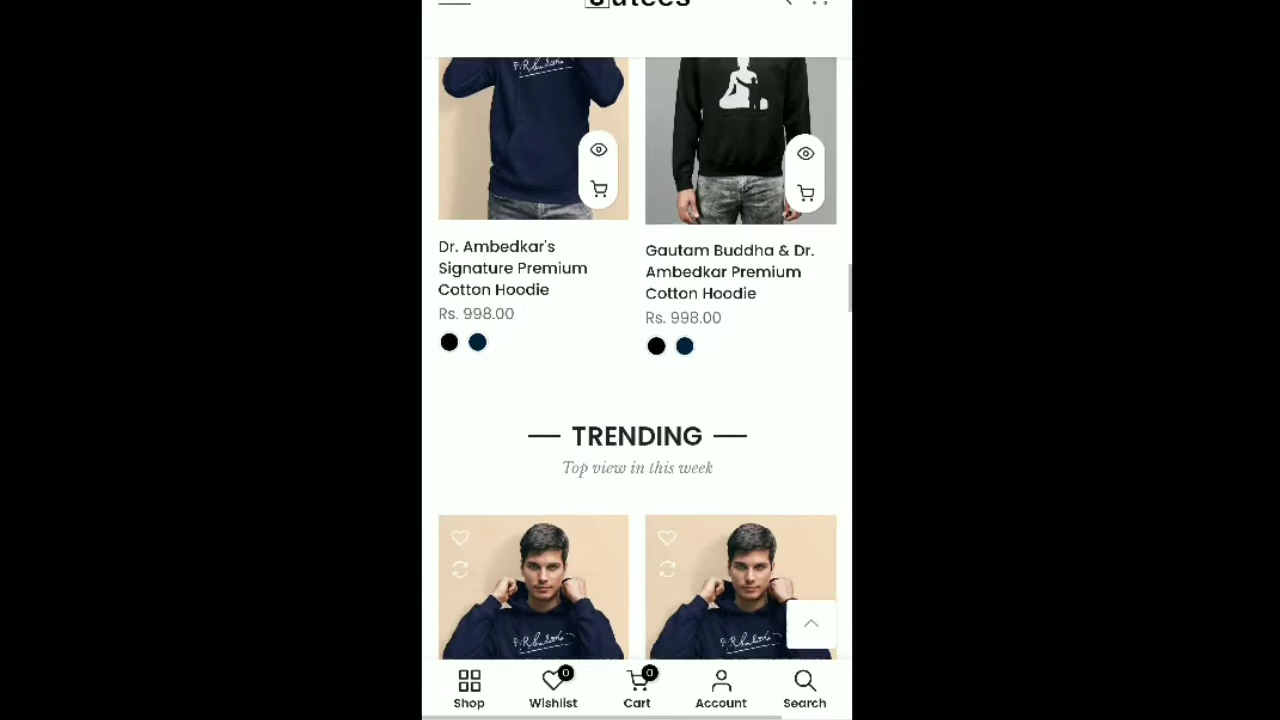 Dr. Ambedkar's
Signature Premium
Cotton Hoodie
Rs. 998.00
Gautam Buddha & Dr.
Ambedkar Premium
Cotton Hoodie
Rs. 998.00
TRENDING
Top view in this week
Shop
0
Wishlist
0
Cart
Account
Search